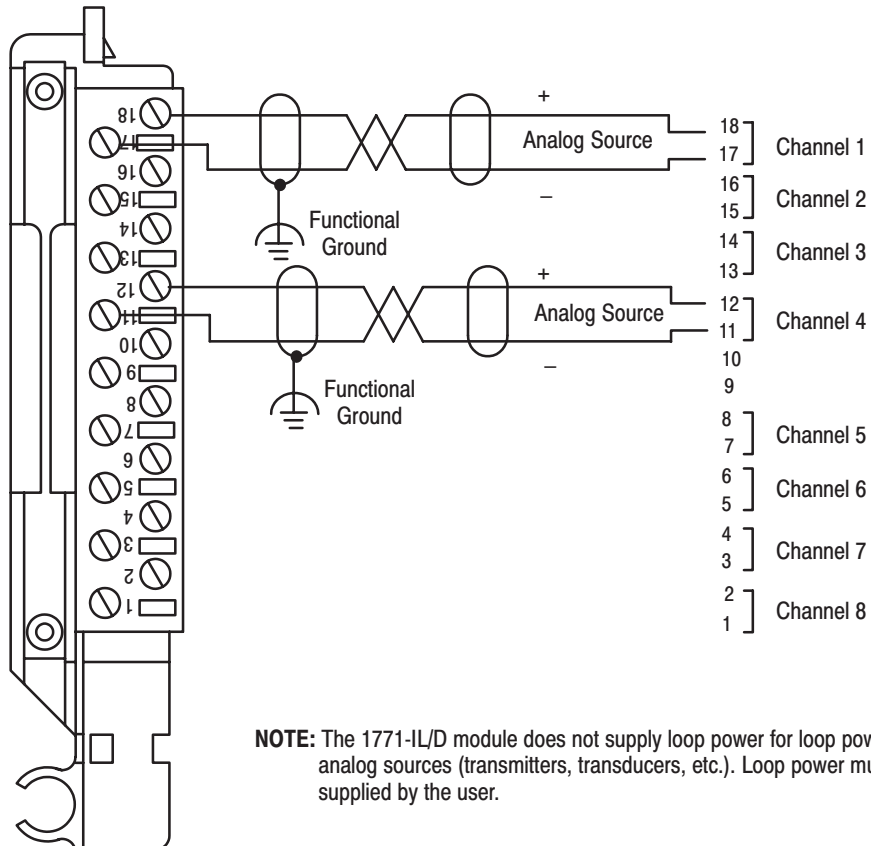 18
17
16
15
14
13
12
11
10
9
8
7
6
5
4
3
2
1
+
Analog Source
–
Functional
Ground
+
Analog Source
–
Functional
Ground
18
17
Channel 1
16
15
Channel 2
14
13
Channel 3
12
11
Channel 4
10
9
8
7
Channel 5
6
5
Channel 6
4
3
Channel 7
2
1
Channel 8
NOTE: The 1771-IL/D module does not supply loop power for loop
analog sources (transmitters, transducers, etc.). Loop power
supplied by the user.